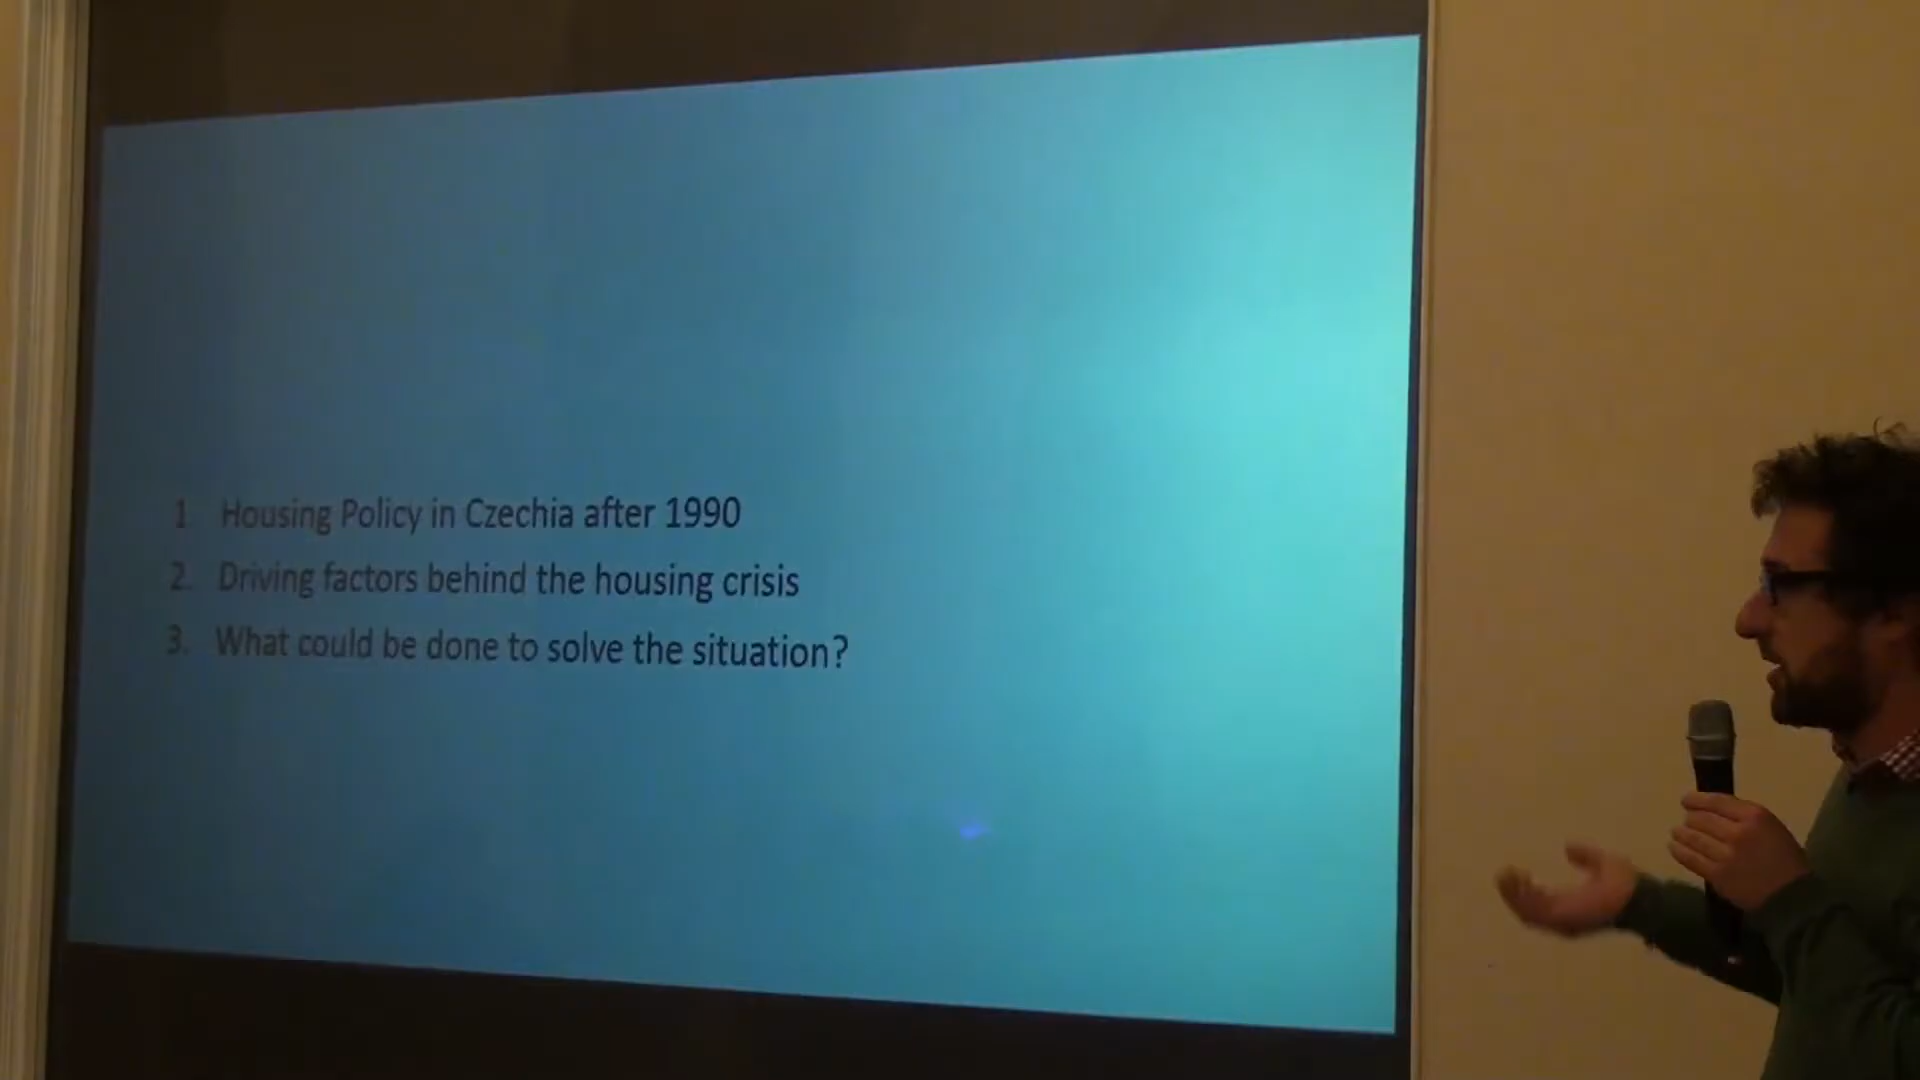 1. Housing Policy in Czechia after 1990
2. Driving factors behind the housing crisis
3. What could be done to solve the situation?